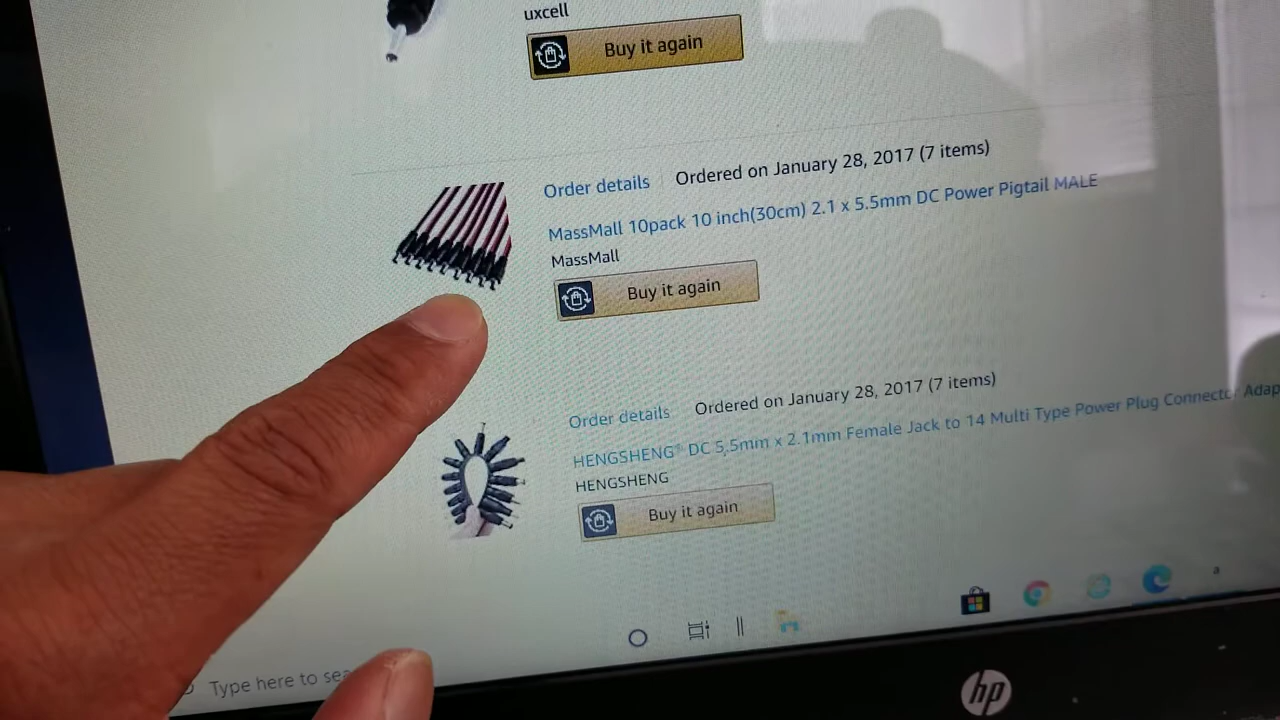 uxcell
Buy it again
Order details Ordered on January 28, 2017 (7 items)
MassMall 10pack 10 inch(30cm) 2.1 x 5.5mm DC Power Pigtail MALE
MassMall
Buy it again
Order details Ordered on January 28, 2017 (7 items)
HENGSHENG® DC 5.5mm x 2.1mm Female Jack to 14 Multi Type Power Plug Connector Adap
HENGSHENG
Buy it again
a
Type here to sea
hp